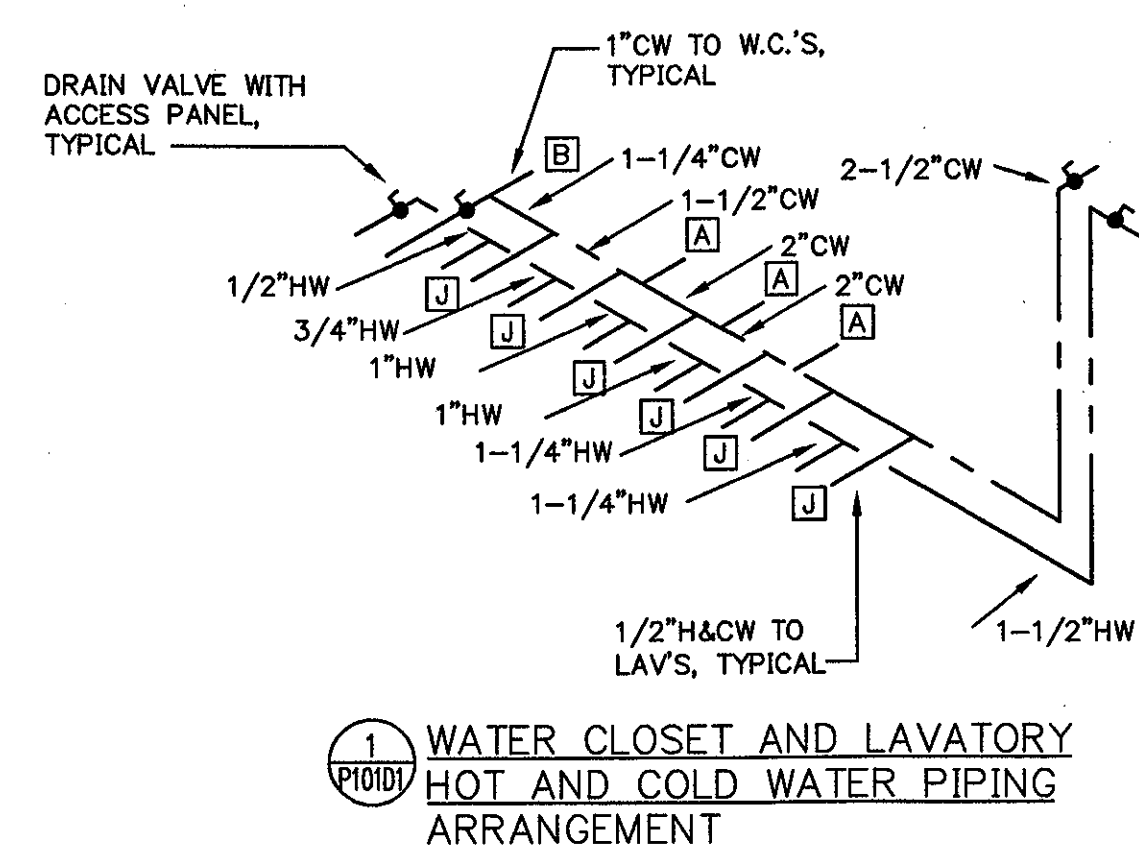 1"CW TO W.C.'S,
TYPICAL
DRAIN VALVE WITH
ACCESS PANEL,
TYPICAL
B
1-1/4"CW
2-1/2"CW
1-1/2"CW
A
2"CW
1/2"HW
J
A
2"CW
3/4"HW
J
A
1"HW
J
1"HW
J
1-1/4"HW
J
1-1/4"HW
J
1/2"H&CW TO
LAV'S, TYPICAL
1-1/2"HW
1
P101D1
WATER CLOSET AND LAVATORY
HOT AND COLD WATER PIPING
ARRANGEMENT